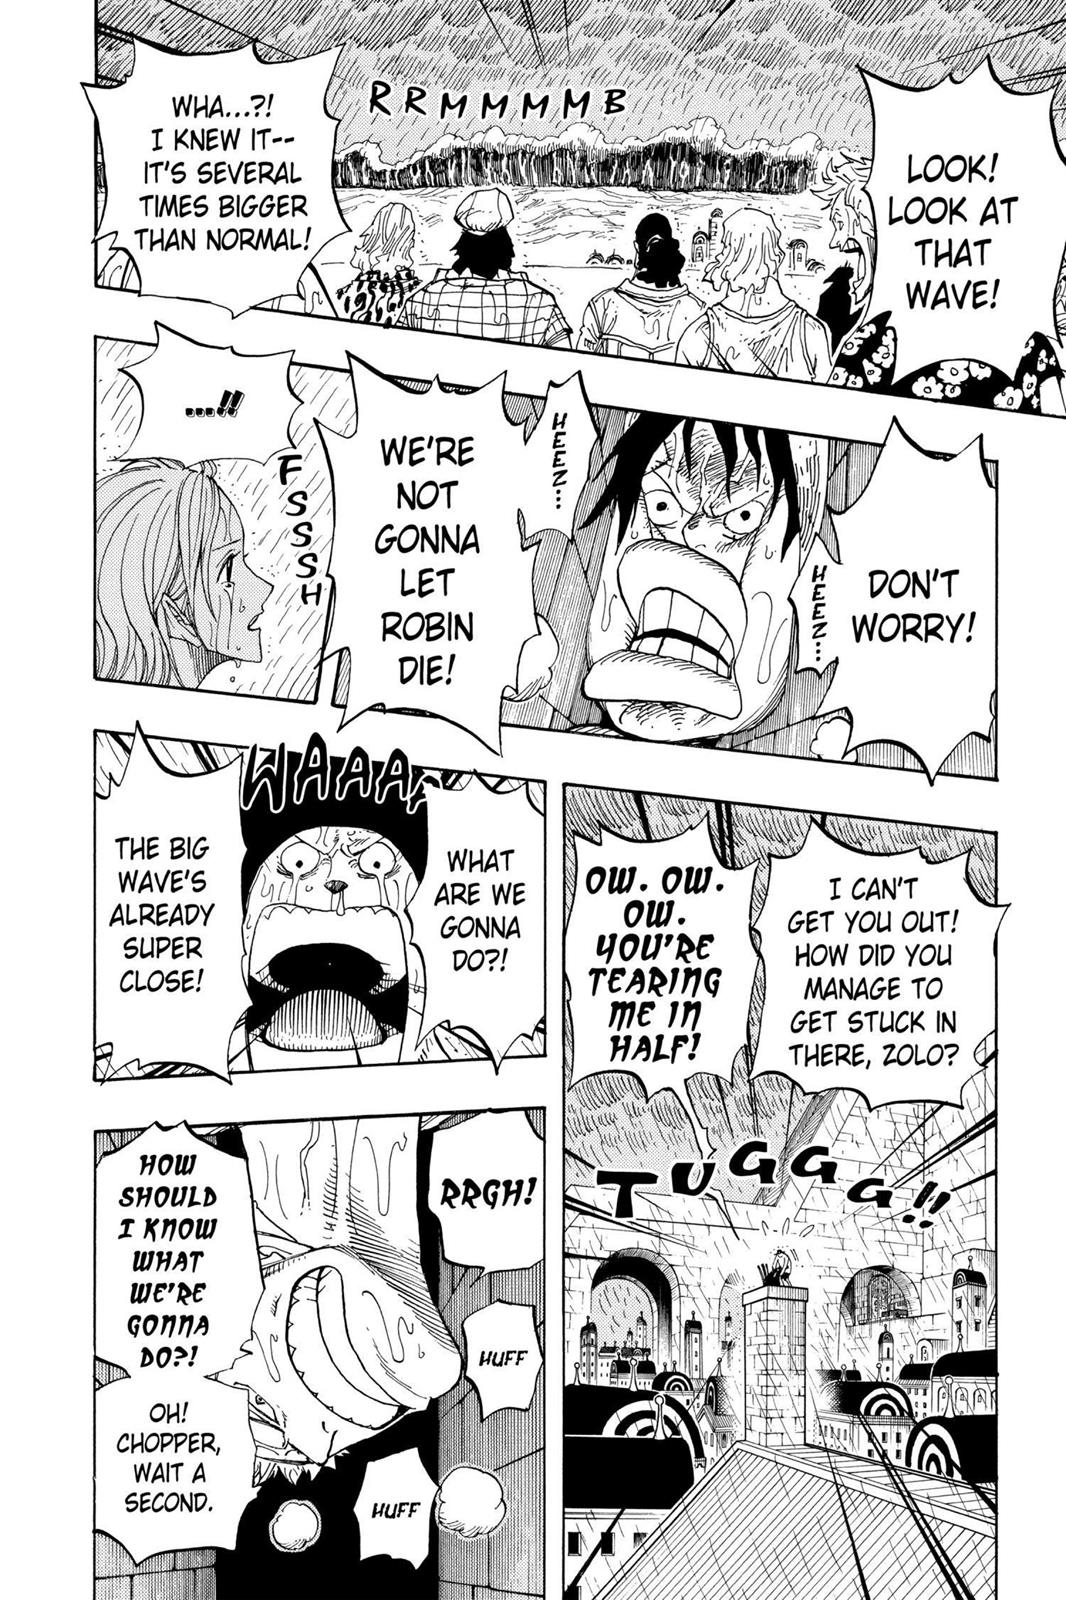 LOOK!
LOOK AT
THAT
WAVE!
RRMMMMB
WHA...?!
I KNEW IT--
IT'S SEVERAL
TIMES BIGGER
THAN NORMAL!
DON'T
WORRY!
HEEZ...
HEEZ...
WE'RE
NOT
GONNA
LET
ROBIN
DIE!
....!!
FSSSH
I CAN'T
GET YOU OUT!
HOW DID YOU
MANAGE TO
GET STUCK IN
THERE, ZOLO?
OW. OW.
OW.
YOU'RE
TEARING
ME IN
HALF!
TUGGGG!!
WAAAA
WHAT
ARE WE
GONNA
DO?!
THE BIG
WAVE'S
ALREADY
SUPER
CLOSE!
RRGH!
HUFF
HOW
SHOULD
I KNOW
WHAT
WE'RE
GONNA
DO?!
OH!
CHOPPER,
WAIT A
SECOND.
HUFF